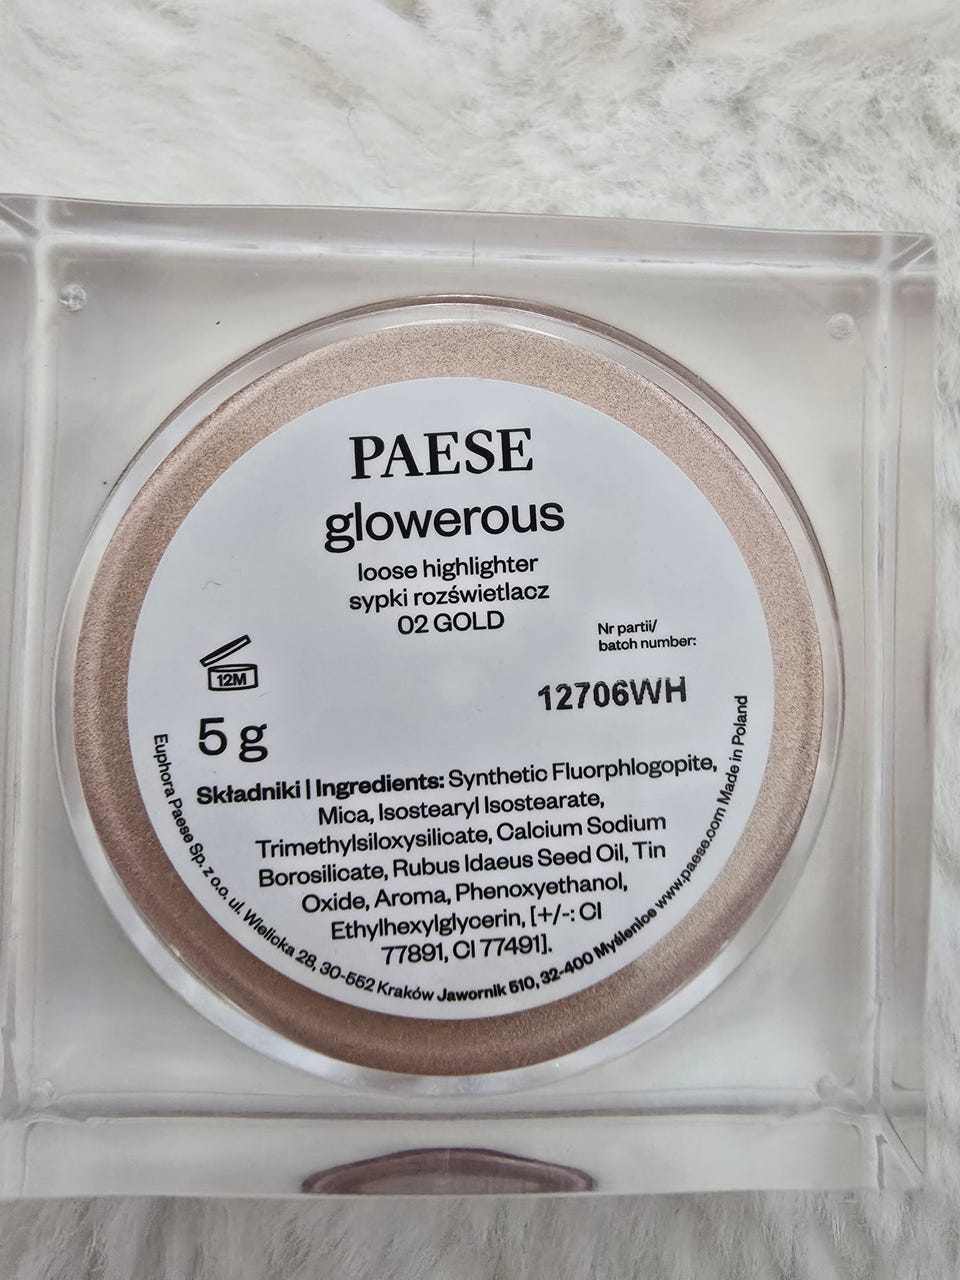 PAESE
glowerous
loose highlighter
sypki rozświetlacz
02 GOLD
Nr partii/
batch number:
12706WH
12M
5 g
Składniki | Ingredients: Synthetic Fluorphlogopite,
Mica, Isostearyl Isostearate,
Trimethylsiloxysilicate, Calcium Sodium
Borosilicate, Rubus Idaeus Seed Oil, Tin
Oxide, Aroma, Phenoxyethanol,
Ethylhexylglycerin, [+/-: CI
77891, CI 77491].
Euphora Paese Sp. z o.o. ul. Wielicka 28, 30-552 Kraków Jawornik 510, 32-400 Myślenice www.paese.com Made in Poland